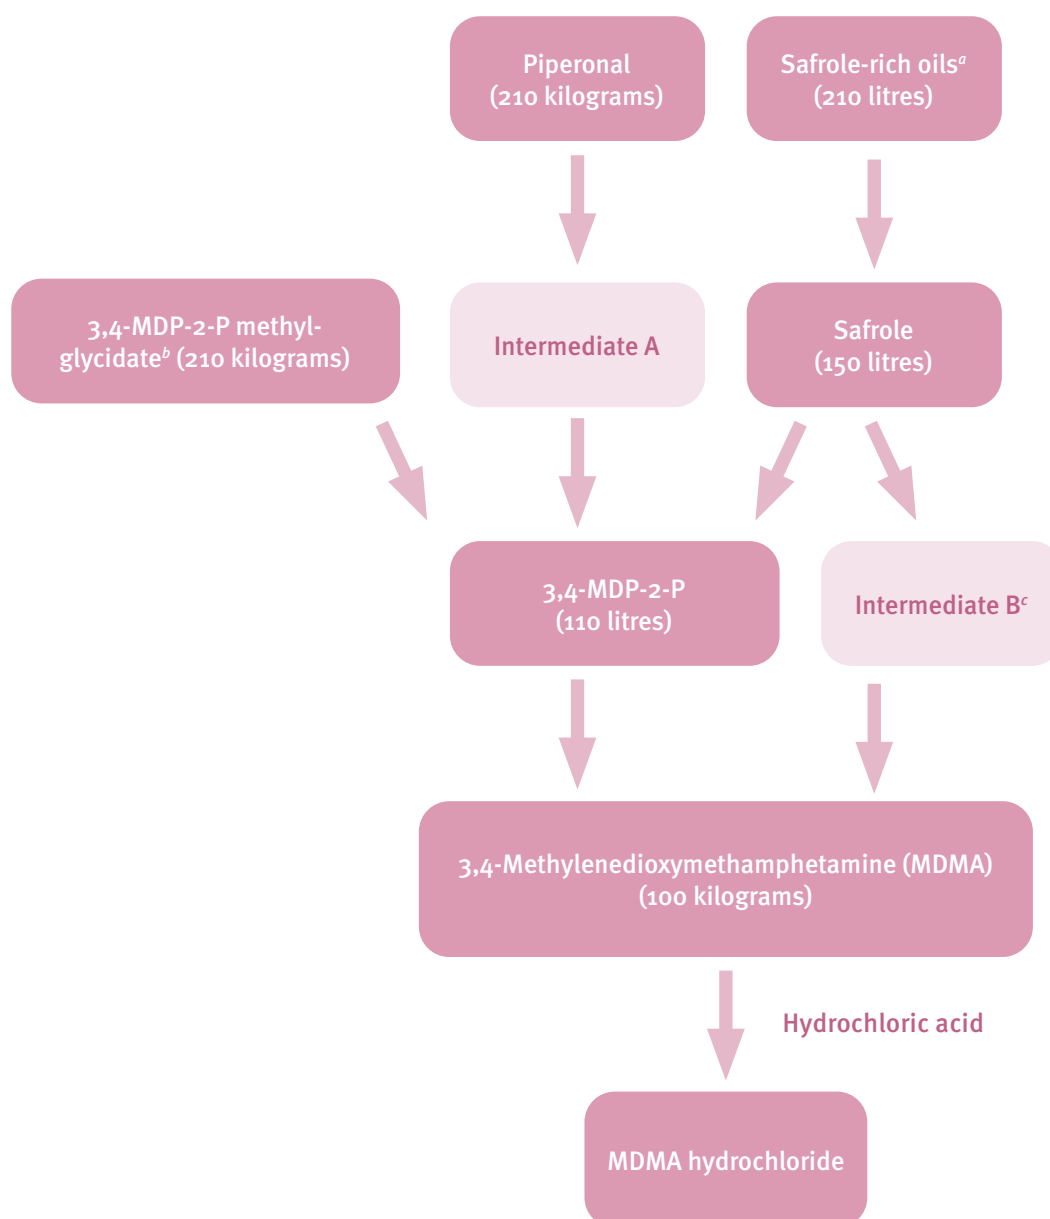 Piperonal
(210 kilograms)
Safrole-rich oilsᵃ
(210 litres)
3,4-MDP-2-P methyl-
glycidateᵇ (210 kilograms)
Intermediate A
Safrole
(150 litres)
3,4-MDP-2-P
(110 litres)
Intermediate Bᶜ
3,4-Methylenedioxymethamphetamine (MDMA)
(100 kilograms)
Hydrochloric acid
MDMA hydrochloride